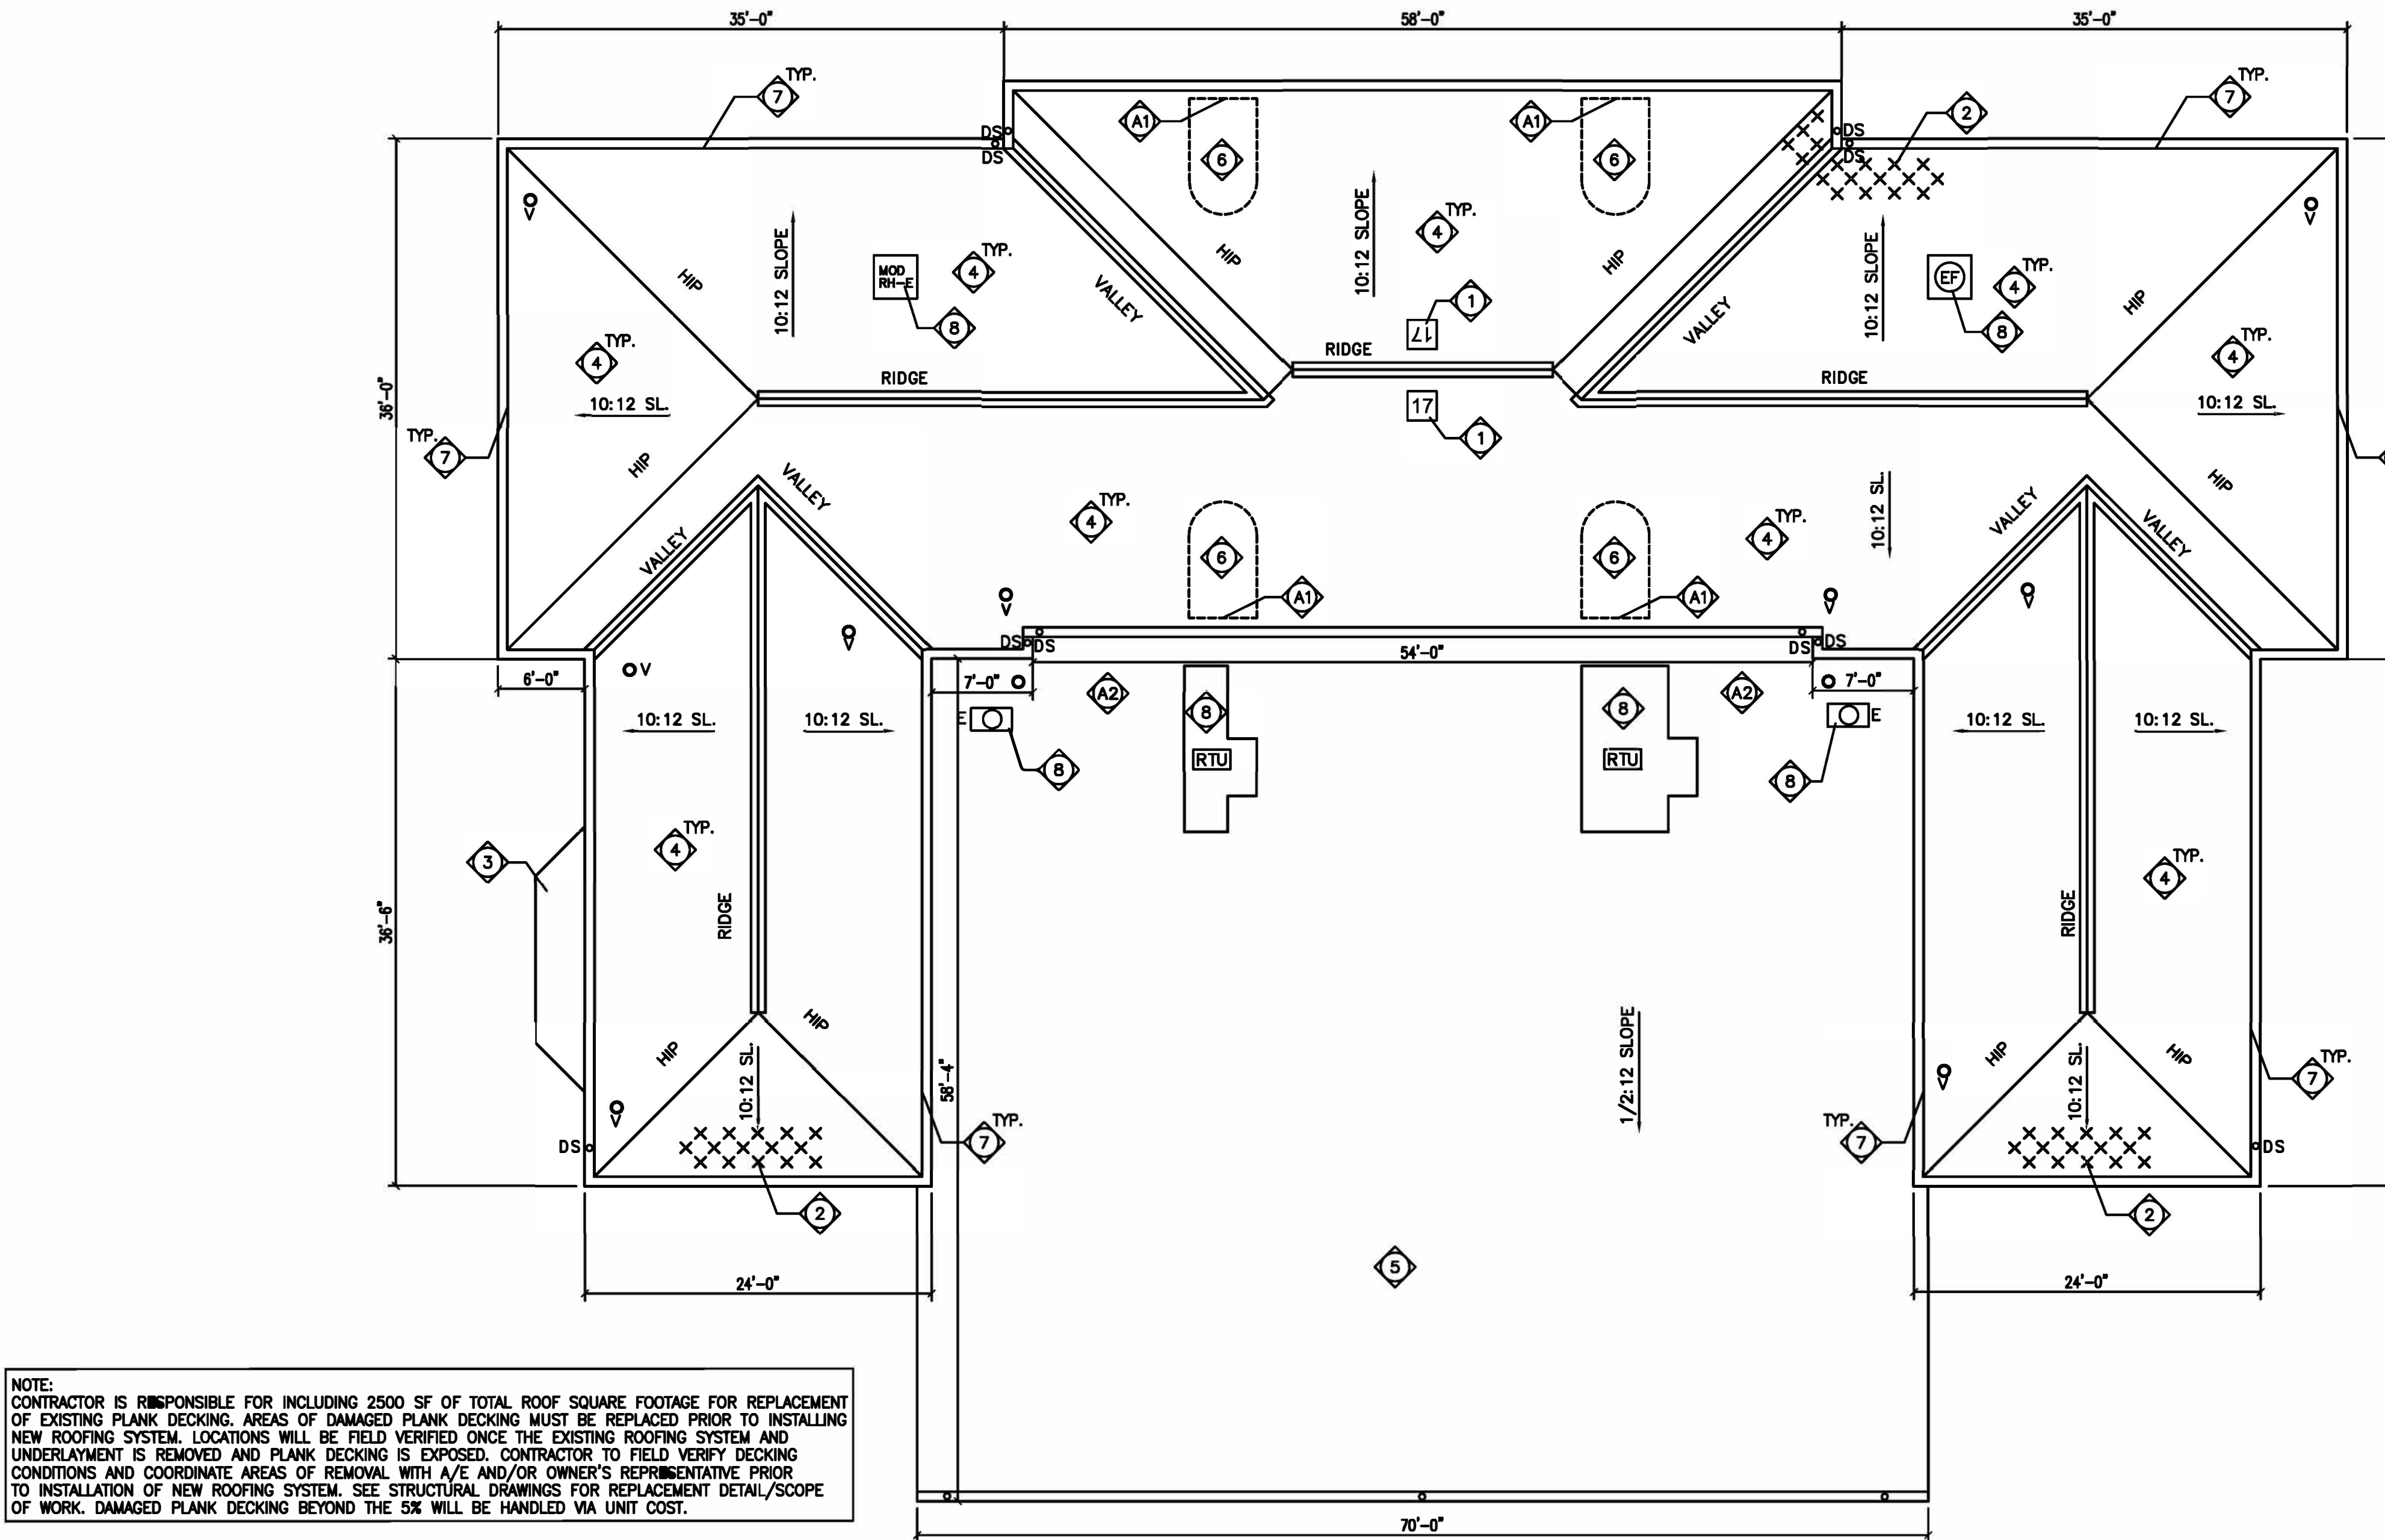 35'-0"
58'-0"
35'-0"
TYP.
7
TYP.
7
2
A1
A1
DS
DS
DS
DS
6
6
V
V
10:12 SLOPE
10:12 SLOPE
10:12 SLOPE
4 TYP.
4 TYP.
4 TYP.
MOD
RH-E
8
EF
8
HIP
HIP
HIP
HIP
VALLEY
VALLEY
17
1
RIDGE
RIDGE
RIDGE
36'-0"
4 TYP.
10:12 SL.
4 TYP.
10:12 SL.
17
1
TYP.
7
HIP
HIP
VALLEY
VALLEY
VALLEY
VALLEY
4 TYP.
4 TYP.
10:12 SL.
6
6
A1
A1
V
V
V
V
DS
DS
DS
DS
54'-0"
V
6'-0"
7'-0"
7'-0"
A2
A2
8
8
E
E
RTU
RTU
8
8
10:12 SL.
10:12 SL.
10:12 SL.
10:12 SL.
3
4 TYP.
4 TYP.
RIDGE
RIDGE
36'-6"
58'-4"
1/2:12 SLOPE
HIP
HIP
HIP
HIP
10:12 SL.
10:12 SL.
V
V
TYP.
7
TYP.
7
TYP.
7
DS
DS
2
2
5
24'-0"
24'-0"
NOTE:
CONTRACTOR IS RESPONSIBLE FOR INCLUDING 2500 SF OF TOTAL ROOF SQUARE FOOTAGE FOR REPLACEMENT
OF EXISTING PLANK DECKING. AREAS OF DAMAGED PLANK DECKING MUST BE REPLACED PRIOR TO INSTALLING
NEW ROOFING SYSTEM. LOCATIONS WILL BE FIELD VERIFIED ONCE THE EXISTING ROOFING SYSTEM AND
UNDERLAYMENT IS REMOVED AND PLANK DECKING IS EXPOSED. CONTRACTOR TO FIELD VERIFY DECKING
CONDITIONS AND COORDINATE AREAS OF REMOVAL WITH A/E AND/OR OWNER'S REPRESENTATIVE PRIOR
TO INSTALLATION OF NEW ROOFING SYSTEM. SEE STRUCTURAL DRAWINGS FOR REPLACEMENT DETAIL/SCOPE
OF WORK. DAMAGED PLANK DECKING BEYOND THE 5% WILL BE HANDLED VIA UNIT COST.
70'-0"